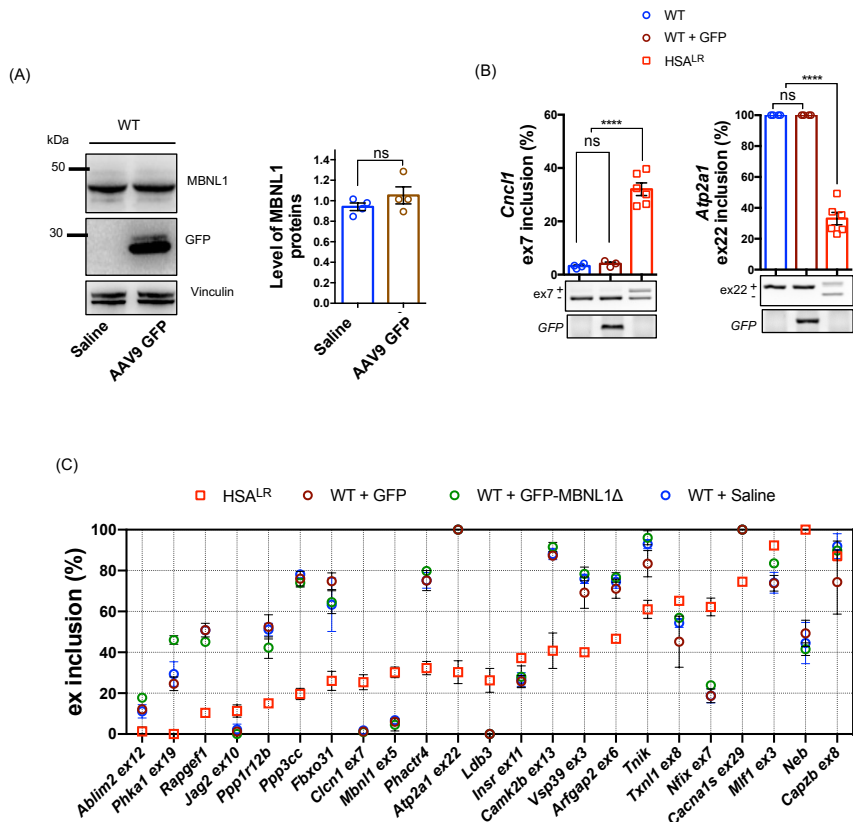 WT
WT + GFP
HSALR
(A)
WT
kDa
50
MBNL1
30
GFP
Vinculin
Saline
AAV9 GFP
Level of MBNL1
proteins
1.4
1.2
1.0
0.8
0.6
0.4
0.2
0.0
ns
Saline
AAV9 GFP
(B)
Cncl1
ex7 inclusion (%)
60
40
20
0
ns
****
ex7 +
-
GFP
Atp2a1
ex22 inclusion (%)
100
80
60
40
20
0
ns
****
ex22 +
-
GFP
(C)
HSALR
WT + GFP
WT + GFP-MBNL1Δ
WT + Saline
ex inclusion (%)
100
80
60
40
20
0
Ablim2 ex12
Phka1 ex19
Rapgef1
Jag2 ex10
Ppp1r12b
Ppp3cc
Fbxo31
Clcn1 ex7
Mbnl1 ex5
Phactr4
Atp2a1 ex22
Ldb3
Insr ex11
Camk2b ex13
Vsp39 ex3
Arfgap2 ex6
Tnik
Txnl1 ex8
Nfix ex7
Cacna1s ex29
Mlf1 ex3
Neb
Capzb ex8